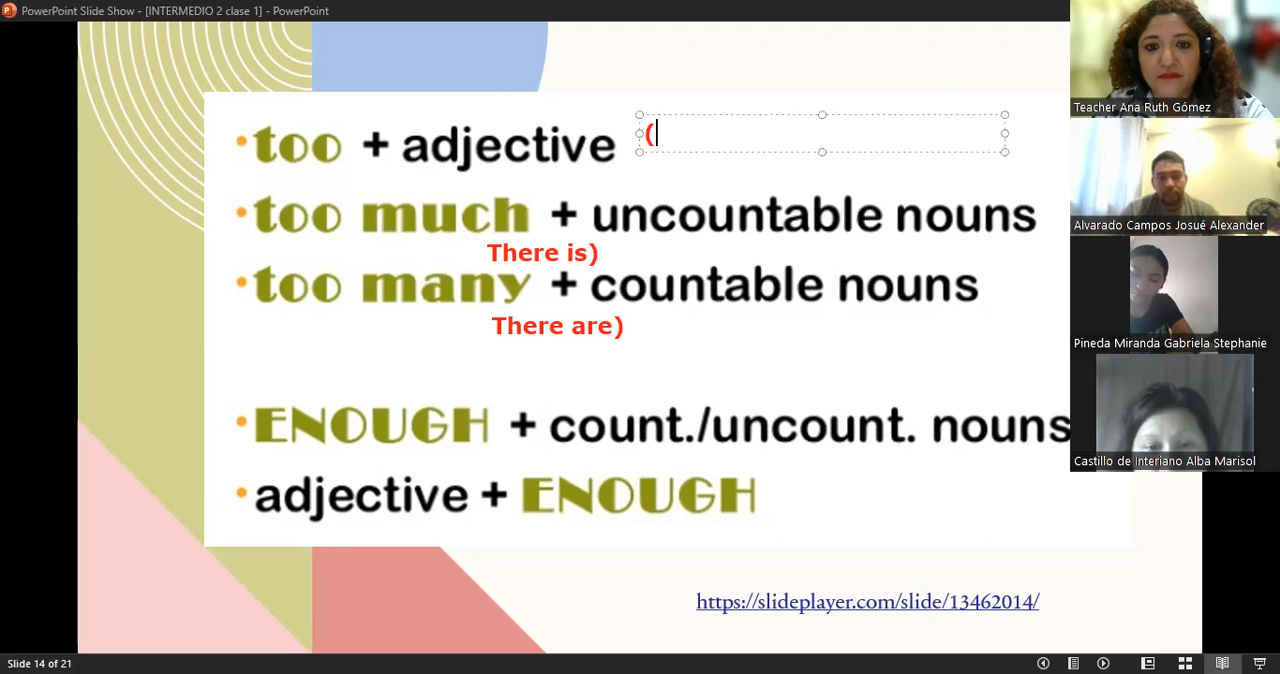 PowerPoint Slide Show - [INTERMEDIO 2 clase 1] - PowerPoint
Teacher Ana Ruth Gómez
•too + adjective (
•too much + uncountable nouns
Alvarado Campos Josué Alexander
There is)
•too many + countable nouns
There are)
Pineda Miranda Gabriela Stephanie
•ENOUGH + count./uncount. nouns
Castillo de Interiano Alba Marisol
•adjective + ENOUGH
https://slideplayer.com/slide/13462014/
Slide 14 of 21